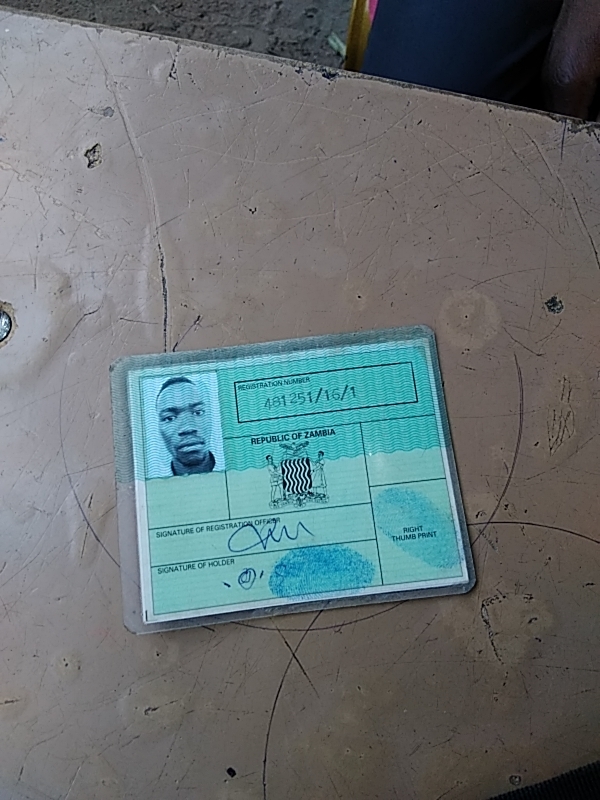 REGISTRATION NUMBER
481251/16/1
REPUBLIC OF ZAMBIA
SIGNATURE OF REGISTRATION OFFICER
SIGNATURE OF HOLDER
RIGHT
THUMB PRINT